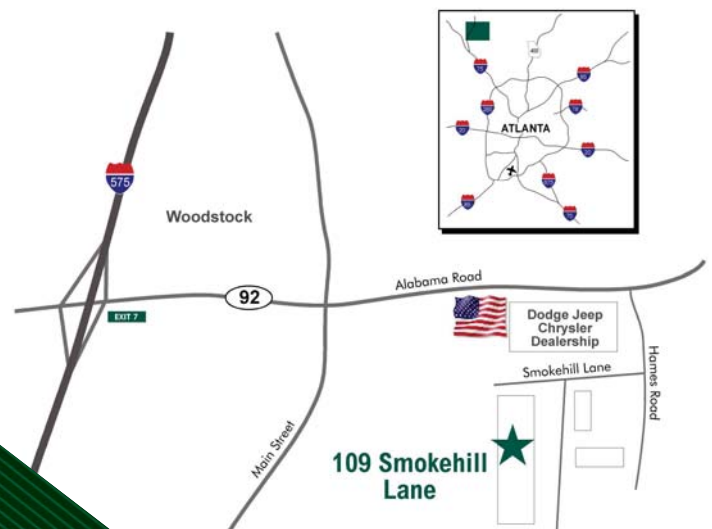 575
Woodstock
92
Alabama Road
EXIT 7
Dodge Jeep
Chrysler
Dealership
Smokehill Lane
Hames Road
Main Street
109 Smokehill
Lane
ATLANTA